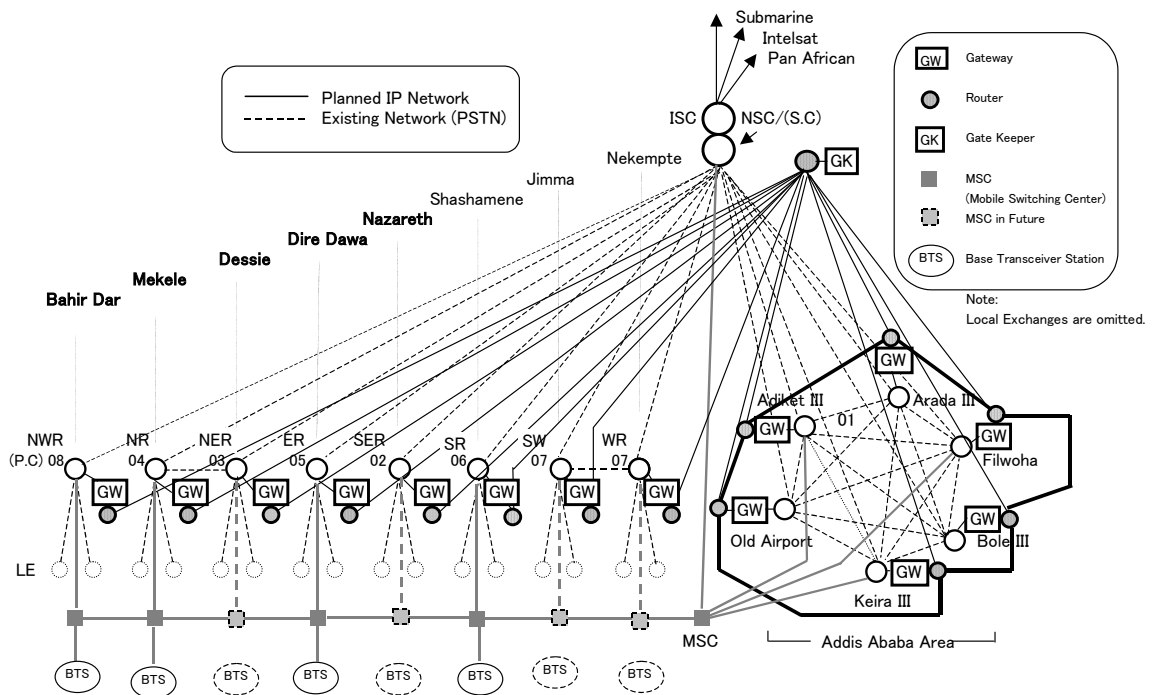 Submarine
Intelsat
Pan African
Planned IP Network
Existing Network (PSTN)
ISC
NSC/(S.C)
GK
GW
Gateway
Router
GK
Gate Keeper
MSC
(Mobile Switching Center)
MSC in Future
BTS
Base Transceiver Station
Note:
Local Exchanges are omitted.
Nekempte
Jimma
Shashamene
Nazareth
Dire Dawa
Dessie
Mekele
Bahir Dar
NWR
(P.C) 08
NR
04
NER
03
ER
05
SER
02
SR
06
SW
07
WR
07
GW
GW
GW
GW
GW
GW
GW
GW
LE
GW
Adiket III
Arada III
01
GW
GW
Filwoha
GW
Old Airport
GW
Bole III
GW
Keira III
MSC
Addis Ababa Area
BTS
BTS
BTS
BTS
BTS
BTS
BTS
BTS